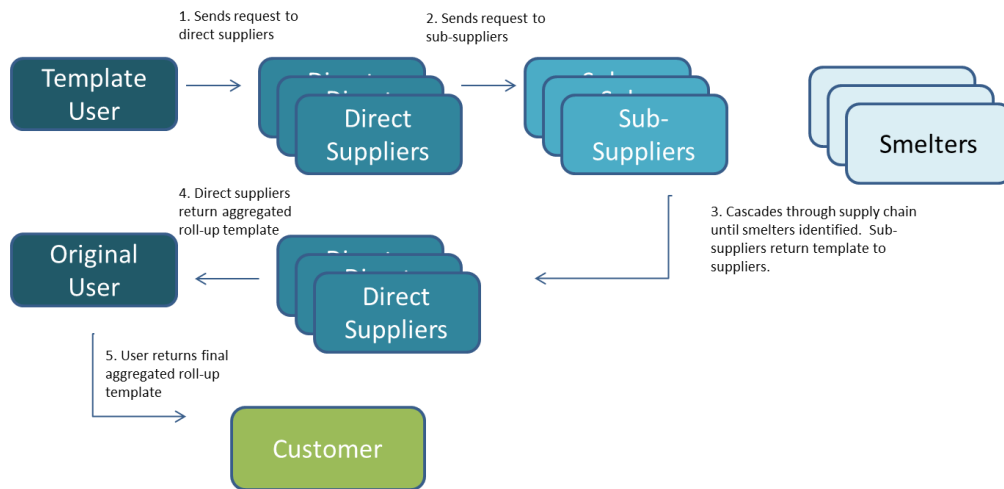 1. Sends request to
direct suppliers
2. Sends request to
sub-suppliers
Template
User
Direct
Suppliers
Sub-
Suppliers
Smelters
4. Direct suppliers
return aggregated
roll-up template
3. Cascades through supply chain
until smelters identified.  Sub-
suppliers return template to
suppliers.
Original
User
Direct
Suppliers
5. User returns final
aggregated roll-up
template
Customer